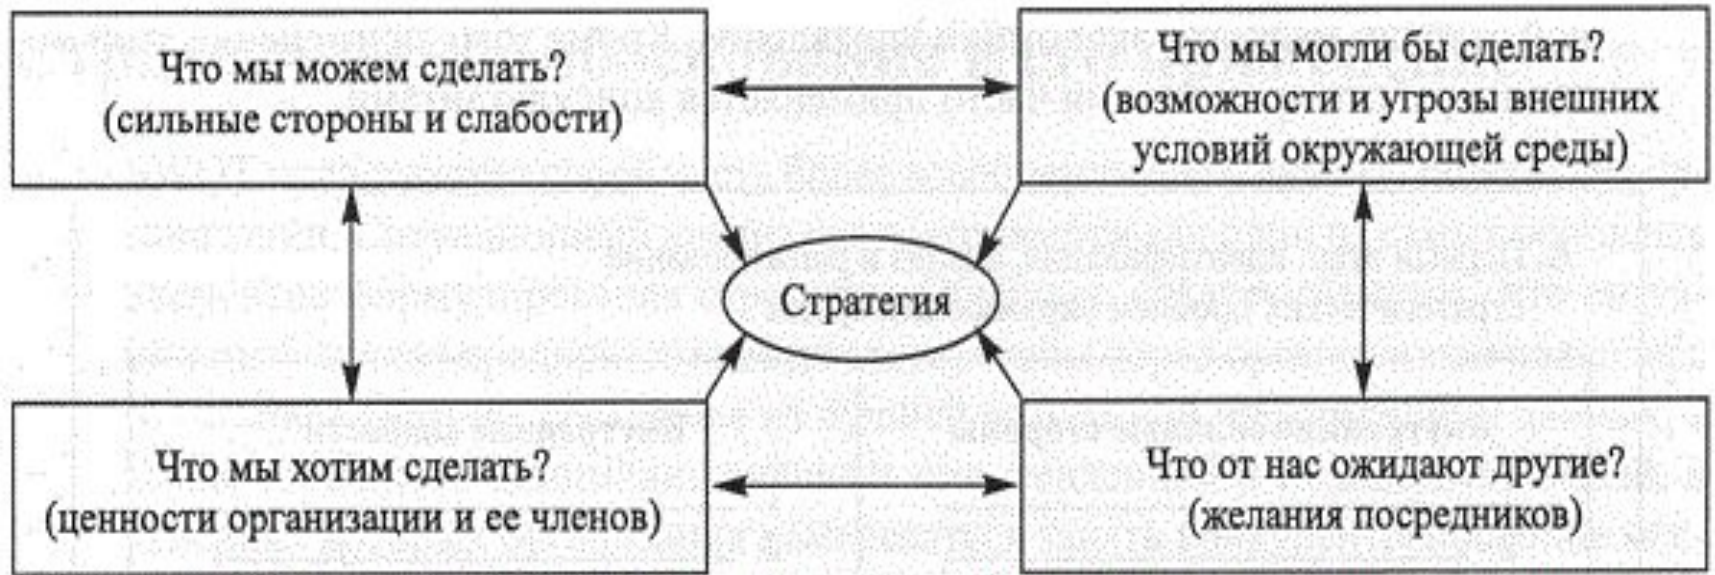 Что мы можем сделать?
(сильные стороны и слабости)
Что мы могли бы сделать?
(возможности и угрозы внешних
условий окружающей среды)
Стратегия
Что мы хотим сделать?
(ценности организации и ее членов)
Что от нас ожидают другие?
(желания посредников)